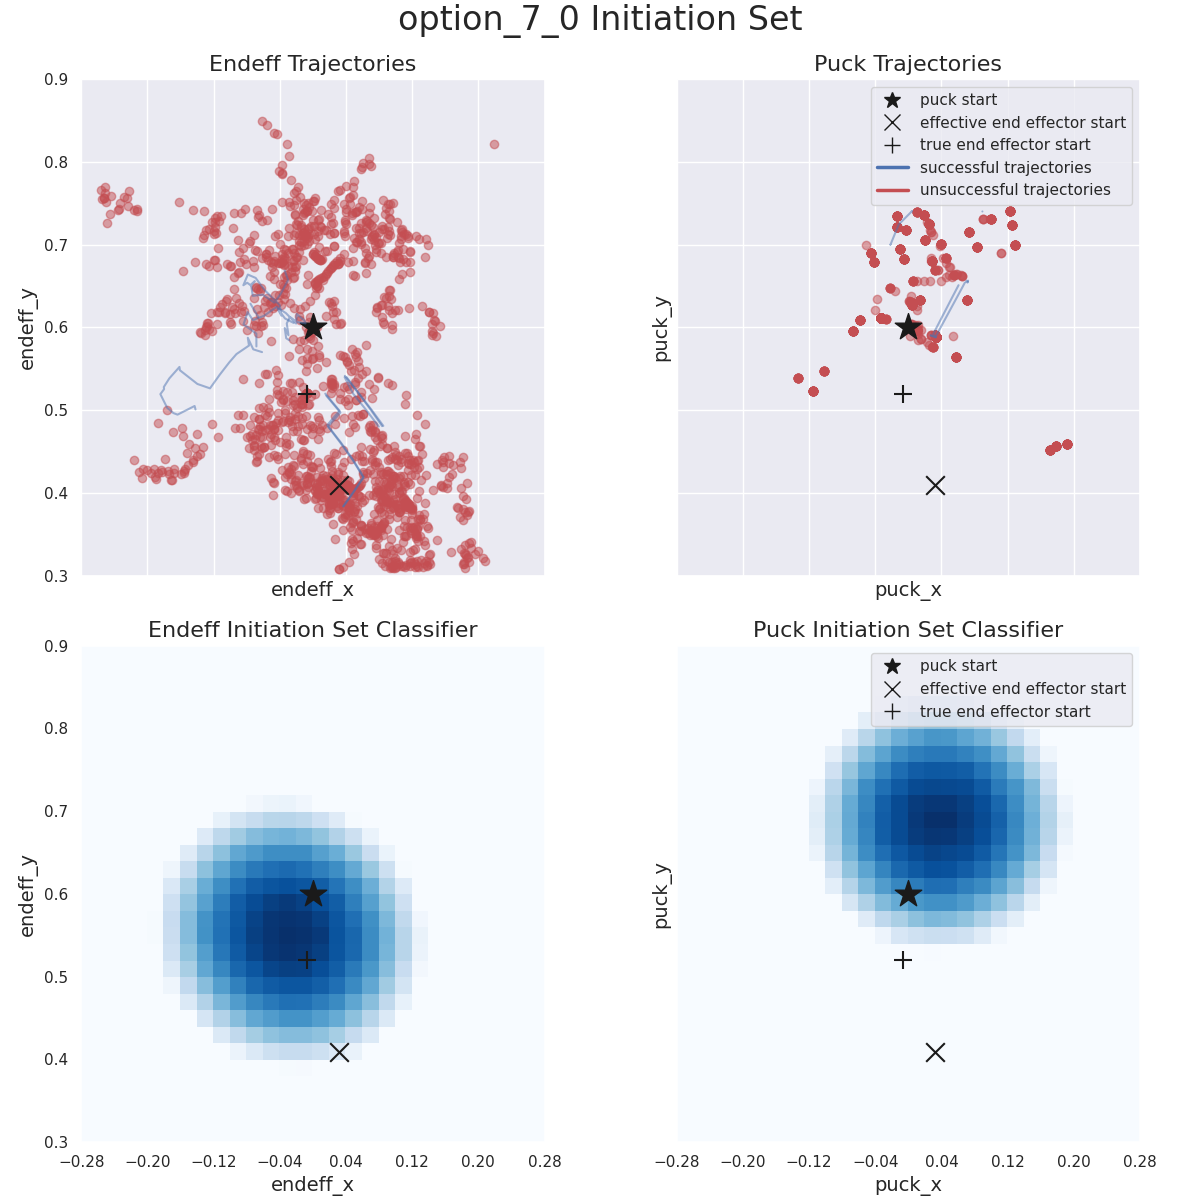 option_7_0 Initiation Set
Endeff Trajectories
Puck Trajectories
0.9
0.8
0.7
0.6
0.5
0.4
0.3
endeff_y
endeff_x
puck start
effective end effector start
true end effector start
successful trajectories
unsuccessful trajectories
puck_y
puck_x
Endeff Initiation Set Classifier
Puck Initiation Set Classifier
0.9
0.8
0.7
0.6
0.5
0.4
0.3
endeff_y
−0.28 −0.20 −0.12 −0.04 0.04 0.12 0.20 0.28
endeff_x
puck start
effective end effector start
true end effector start
puck_y
−0.28 −0.20 −0.12 −0.04 0.04 0.12 0.20 0.28
puck_x